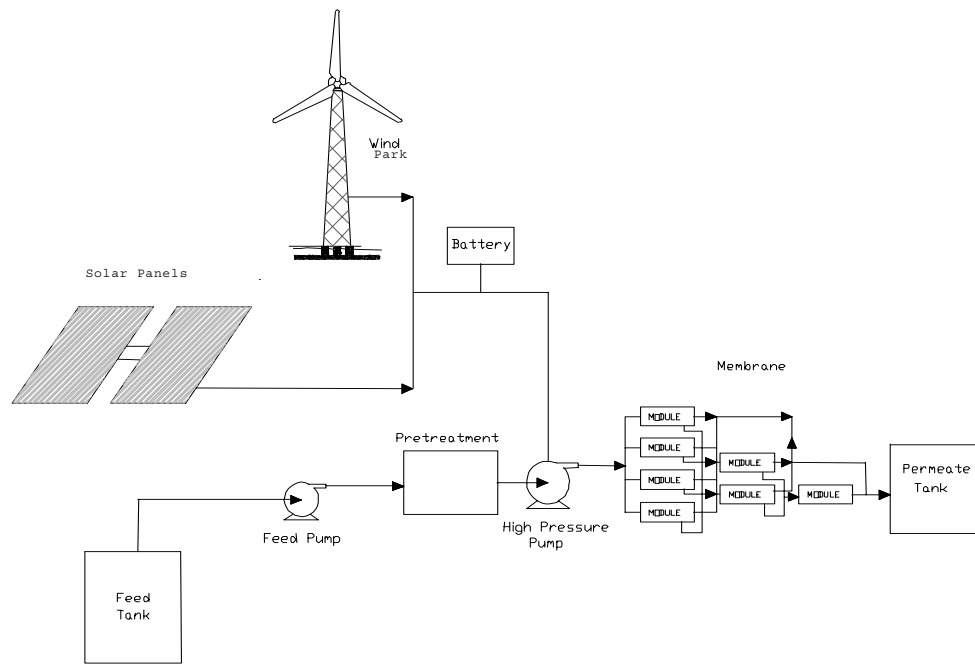 Wind
Park
Battery
Solar Panels
Membrane
MODULE
Pretreatment
MODULE
MODULE
Permeate
Tank
MODULE
MODULE
MODULE
MODULE
High Pressure
Pump
Feed Pump
Feed
Tank